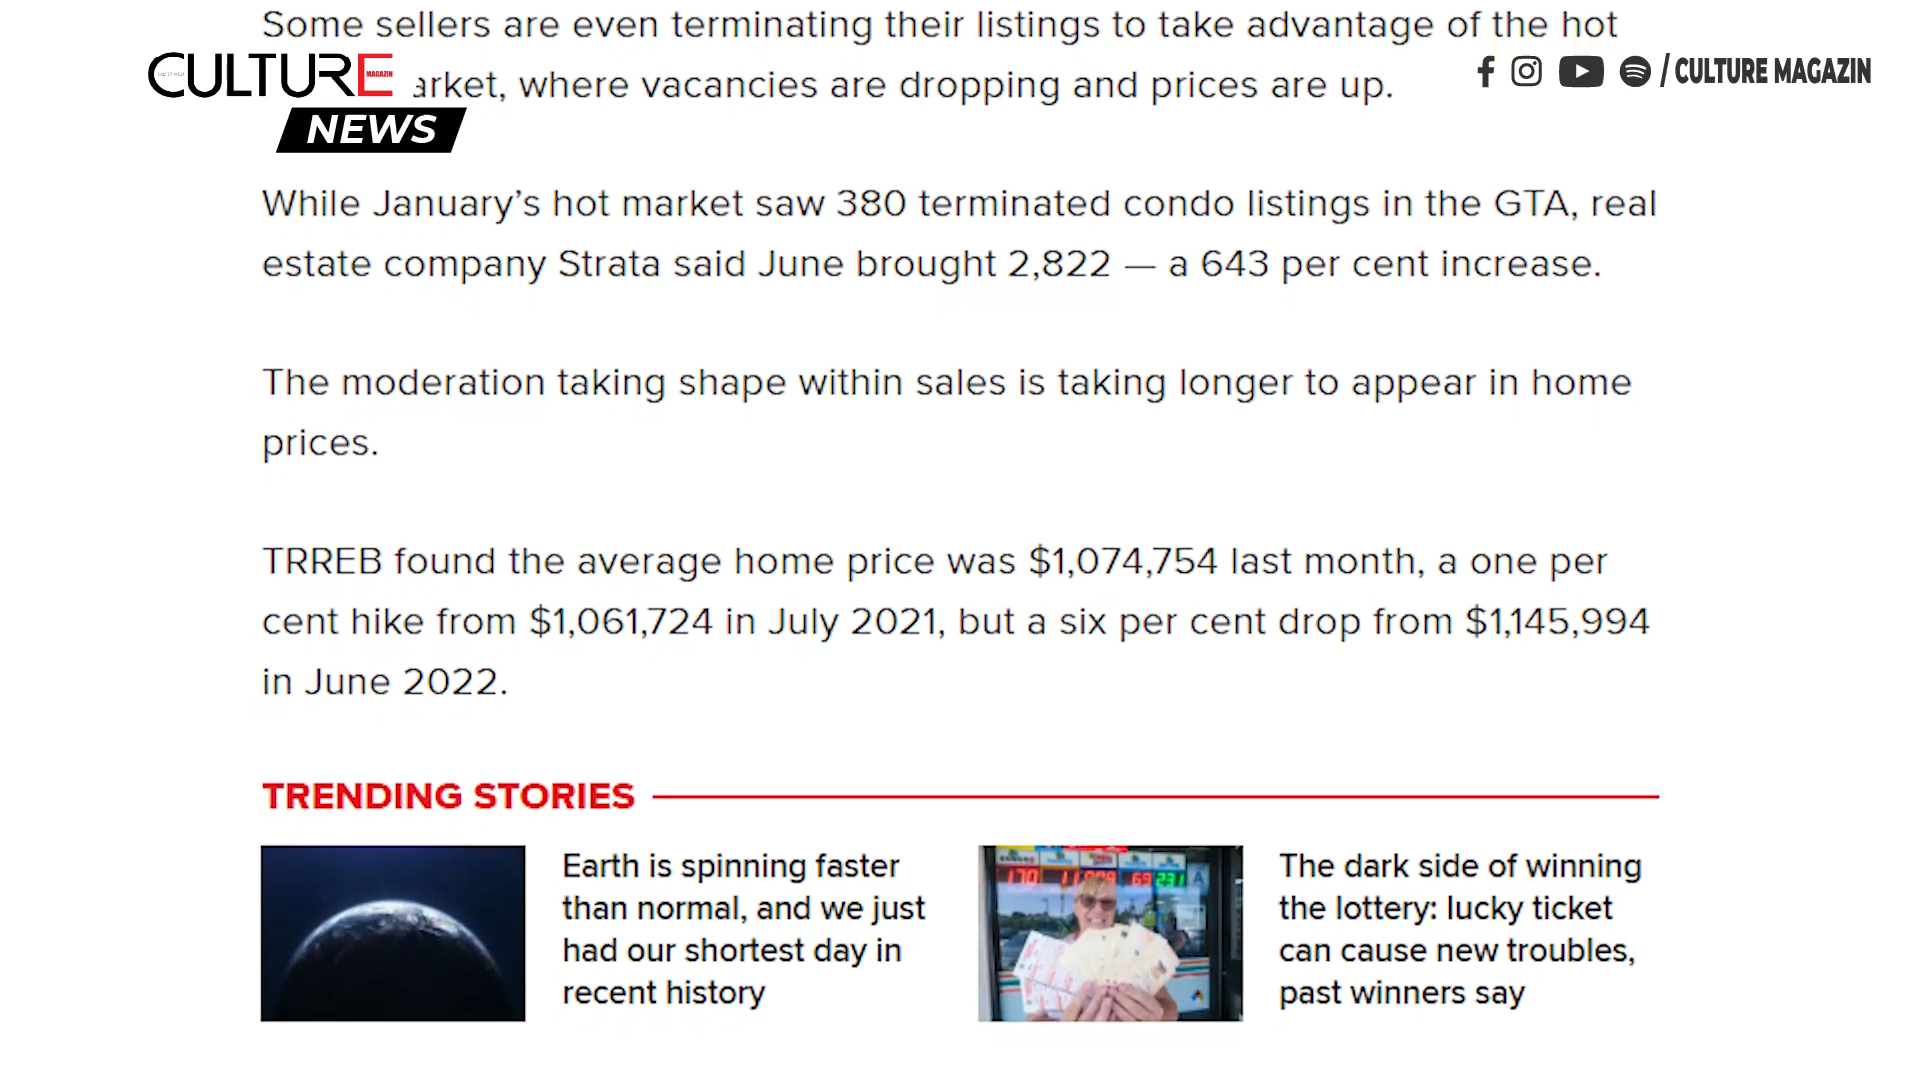 Some sellers are even terminating their listings to take advantage of the hot
CULTURE
MAGAZIN
arket, where vacancies are dropping and prices are up.
/ CULTURE MAGAZIN
NEWS
While January's hot market saw 380 terminated condo listings in the GTA, real
estate company Strata said June brought 2,822 — a 643 per cent increase.
The moderation taking shape within sales is taking longer to appear in home
prices.
TRREB found the average home price was $1,074,754 last month, a one per
cent hike from $1,061,724 in July 2021, but a six per cent drop from $1,145,994
in June 2022.
TRENDING STORIES
Earth is spinning faster
than normal, and we just
had our shortest day in
recent history
The dark side of winning
the lottery: lucky ticket
can cause new troubles,
past winners say